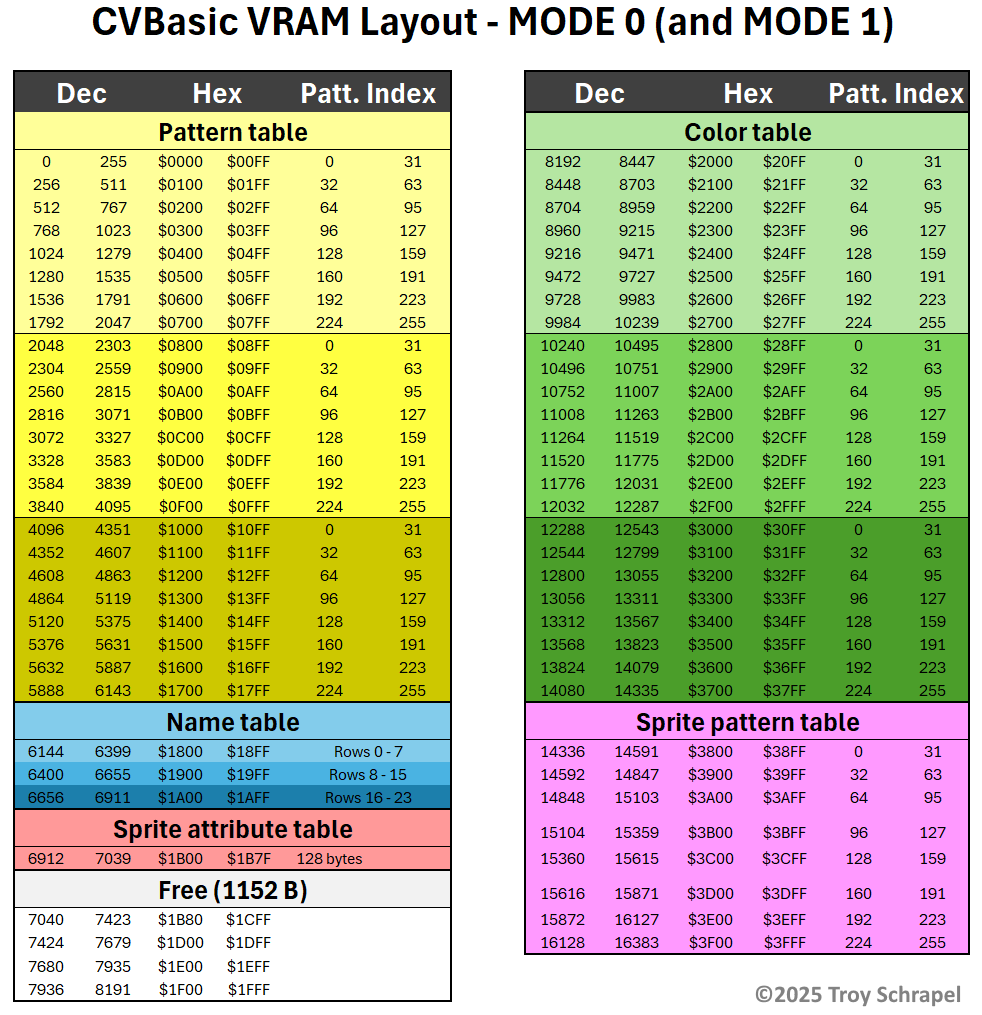 CVBasic VRAM Layout - MODE 0 (and MODE 1)
Dec Hex Patt. Index
Pattern table
0 255 $0000 $00FF 0 31
256 511 $0100 $01FF 32 63
512 767 $0200 $02FF 64 95
768 1023 $0300 $03FF 96 127
1024 1279 $0400 $04FF 128 159
1280 1535 $0500 $05FF 160 191
1536 1791 $0600 $06FF 192 223
1792 2047 $0700 $07FF 224 255
2048 2303 $0800 $08FF 0 31
2304 2559 $0900 $09FF 32 63
2560 2815 $0A00 $0AFF 64 95
2816 3071 $0B00 $0BFF 96 127
3072 3327 $0C00 $0CFF 128 159
3328 3583 $0D00 $0DFF 160 191
3584 3839 $0E00 $0EFF 192 223
3840 4095 $0F00 $0FFF 224 255
4096 4351 $1000 $10FF 0 31
4352 4607 $1100 $11FF 32 63
4608 4863 $1200 $12FF 64 95
4864 5119 $1300 $13FF 96 127
5120 5375 $1400 $14FF 128 159
5376 5631 $1500 $15FF 160 191
5632 5887 $1600 $16FF 192 223
5888 6143 $1700 $17FF 224 255
Name table
6144 6399 $1800 $18FF Rows 0 - 7
6400 6655 $1900 $19FF Rows 8 - 15
6656 6911 $1A00 $1AFF Rows 16 - 23
Sprite attribute table
6912 7039 $1B00 $1B7F 128 bytes
Free (1152 B)
7040 7423 $1B80 $1CFF
7424 7679 $1D00 $1DFF
7680 7935 $1E00 $1EFF
7936 8191 $1F00 $1FFF
Dec Hex Patt. Index
Color table
8192 8447 $2000 $20FF 0 31
8448 8703 $2100 $21FF 32 63
8704 8959 $2200 $22FF 64 95
8960 9215 $2300 $23FF 96 127
9216 9471 $2400 $24FF 128 159
9472 9727 $2500 $25FF 160 191
9728 9983 $2600 $26FF 192 223
9984 10239 $2700 $27FF 224 255
10240 10495 $2800 $28FF 0 31
10496 10751 $2900 $29FF 32 63
10752 11007 $2A00 $2AFF 64 95
11008 11263 $2B00 $2BFF 96 127
11264 11519 $2C00 $2CFF 128 159
11520 11775 $2D00 $2DFF 160 191
11776 12031 $2E00 $2EFF 192 223
12032 12287 $2F00 $2FFF 224 255
12288 12543 $3000 $30FF 0 31
12544 12799 $3100 $31FF 32 63
12800 13055 $3200 $32FF 64 95
13056 13311 $3300 $33FF 96 127
13312 13567 $3400 $34FF 128 159
13568 13823 $3500 $35FF 160 191
13824 14079 $3600 $36FF 192 223
14080 14335 $3700 $37FF 224 255
Sprite pattern table
14336 14591 $3800 $38FF 0 31
14592 14847 $3900 $39FF 32 63
14848 15103 $3A00 $3AFF 64 95
15104 15359 $3B00 $3BFF 96 127
15360 15615 $3C00 $3CFF 128 159
15616 15871 $3D00 $3DFF 160 191
15872 16127 $3E00 $3EFF 192 223
16128 16383 $3F00 $3FFF 224 255
©2025 Troy Schrapel